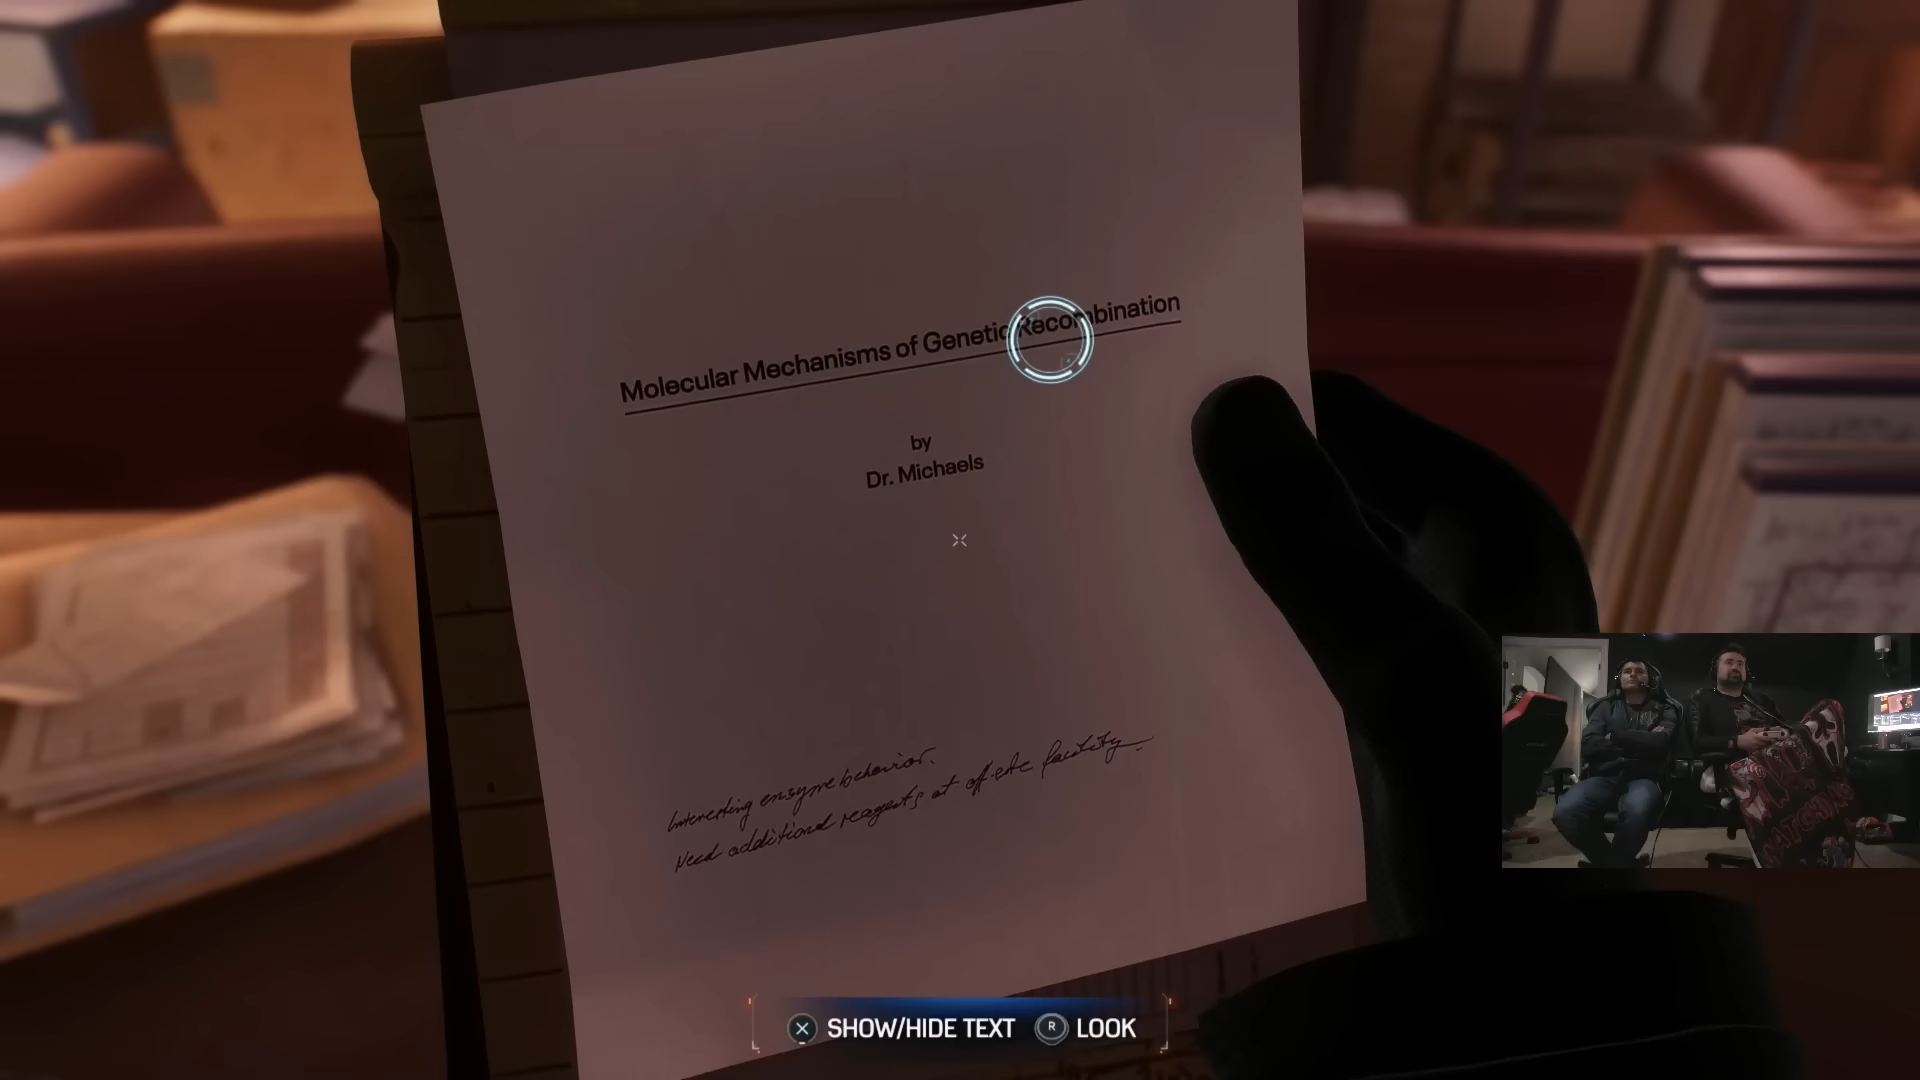 Molecular Mechanisms of Genetic Recombination
by
Dr. Michaels
Interesting enzyme behavior.
Need additional reagents at off-site facility.
SHOW/HIDE TEXT
R LOOK